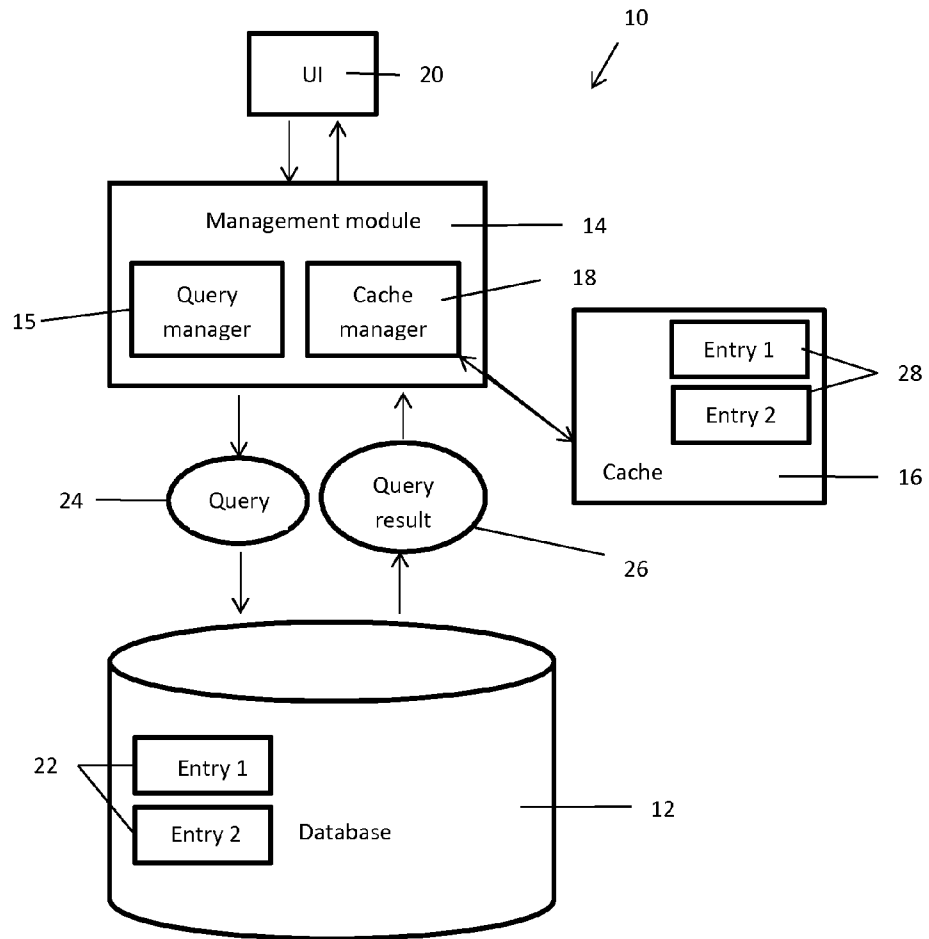 10
UI
20
Management module
14
Query
manager
15
Cache
manager
18
Entry 1
Entry 2
28
Cache
16
24
Query
Query
result
26
22
Entry 1
Entry 2
Database
12